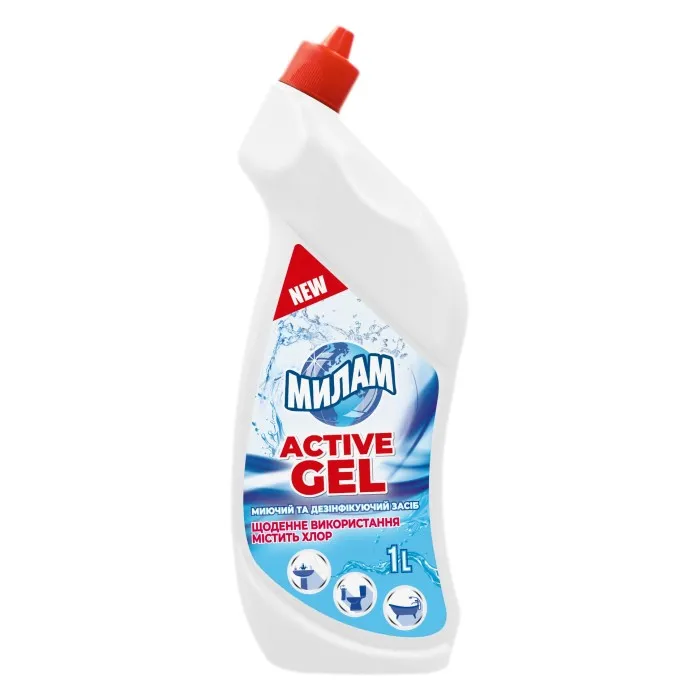 NEW
МИЛАМ
ACTIVE
GEL
МИЮЧИЙ ТА ДЕЗІНФІКУЮЧИЙ ЗАСІБ
ЩОДЕННЕ ВИКОРИСТАННЯ
МІСТИТЬ ХЛОР
1L